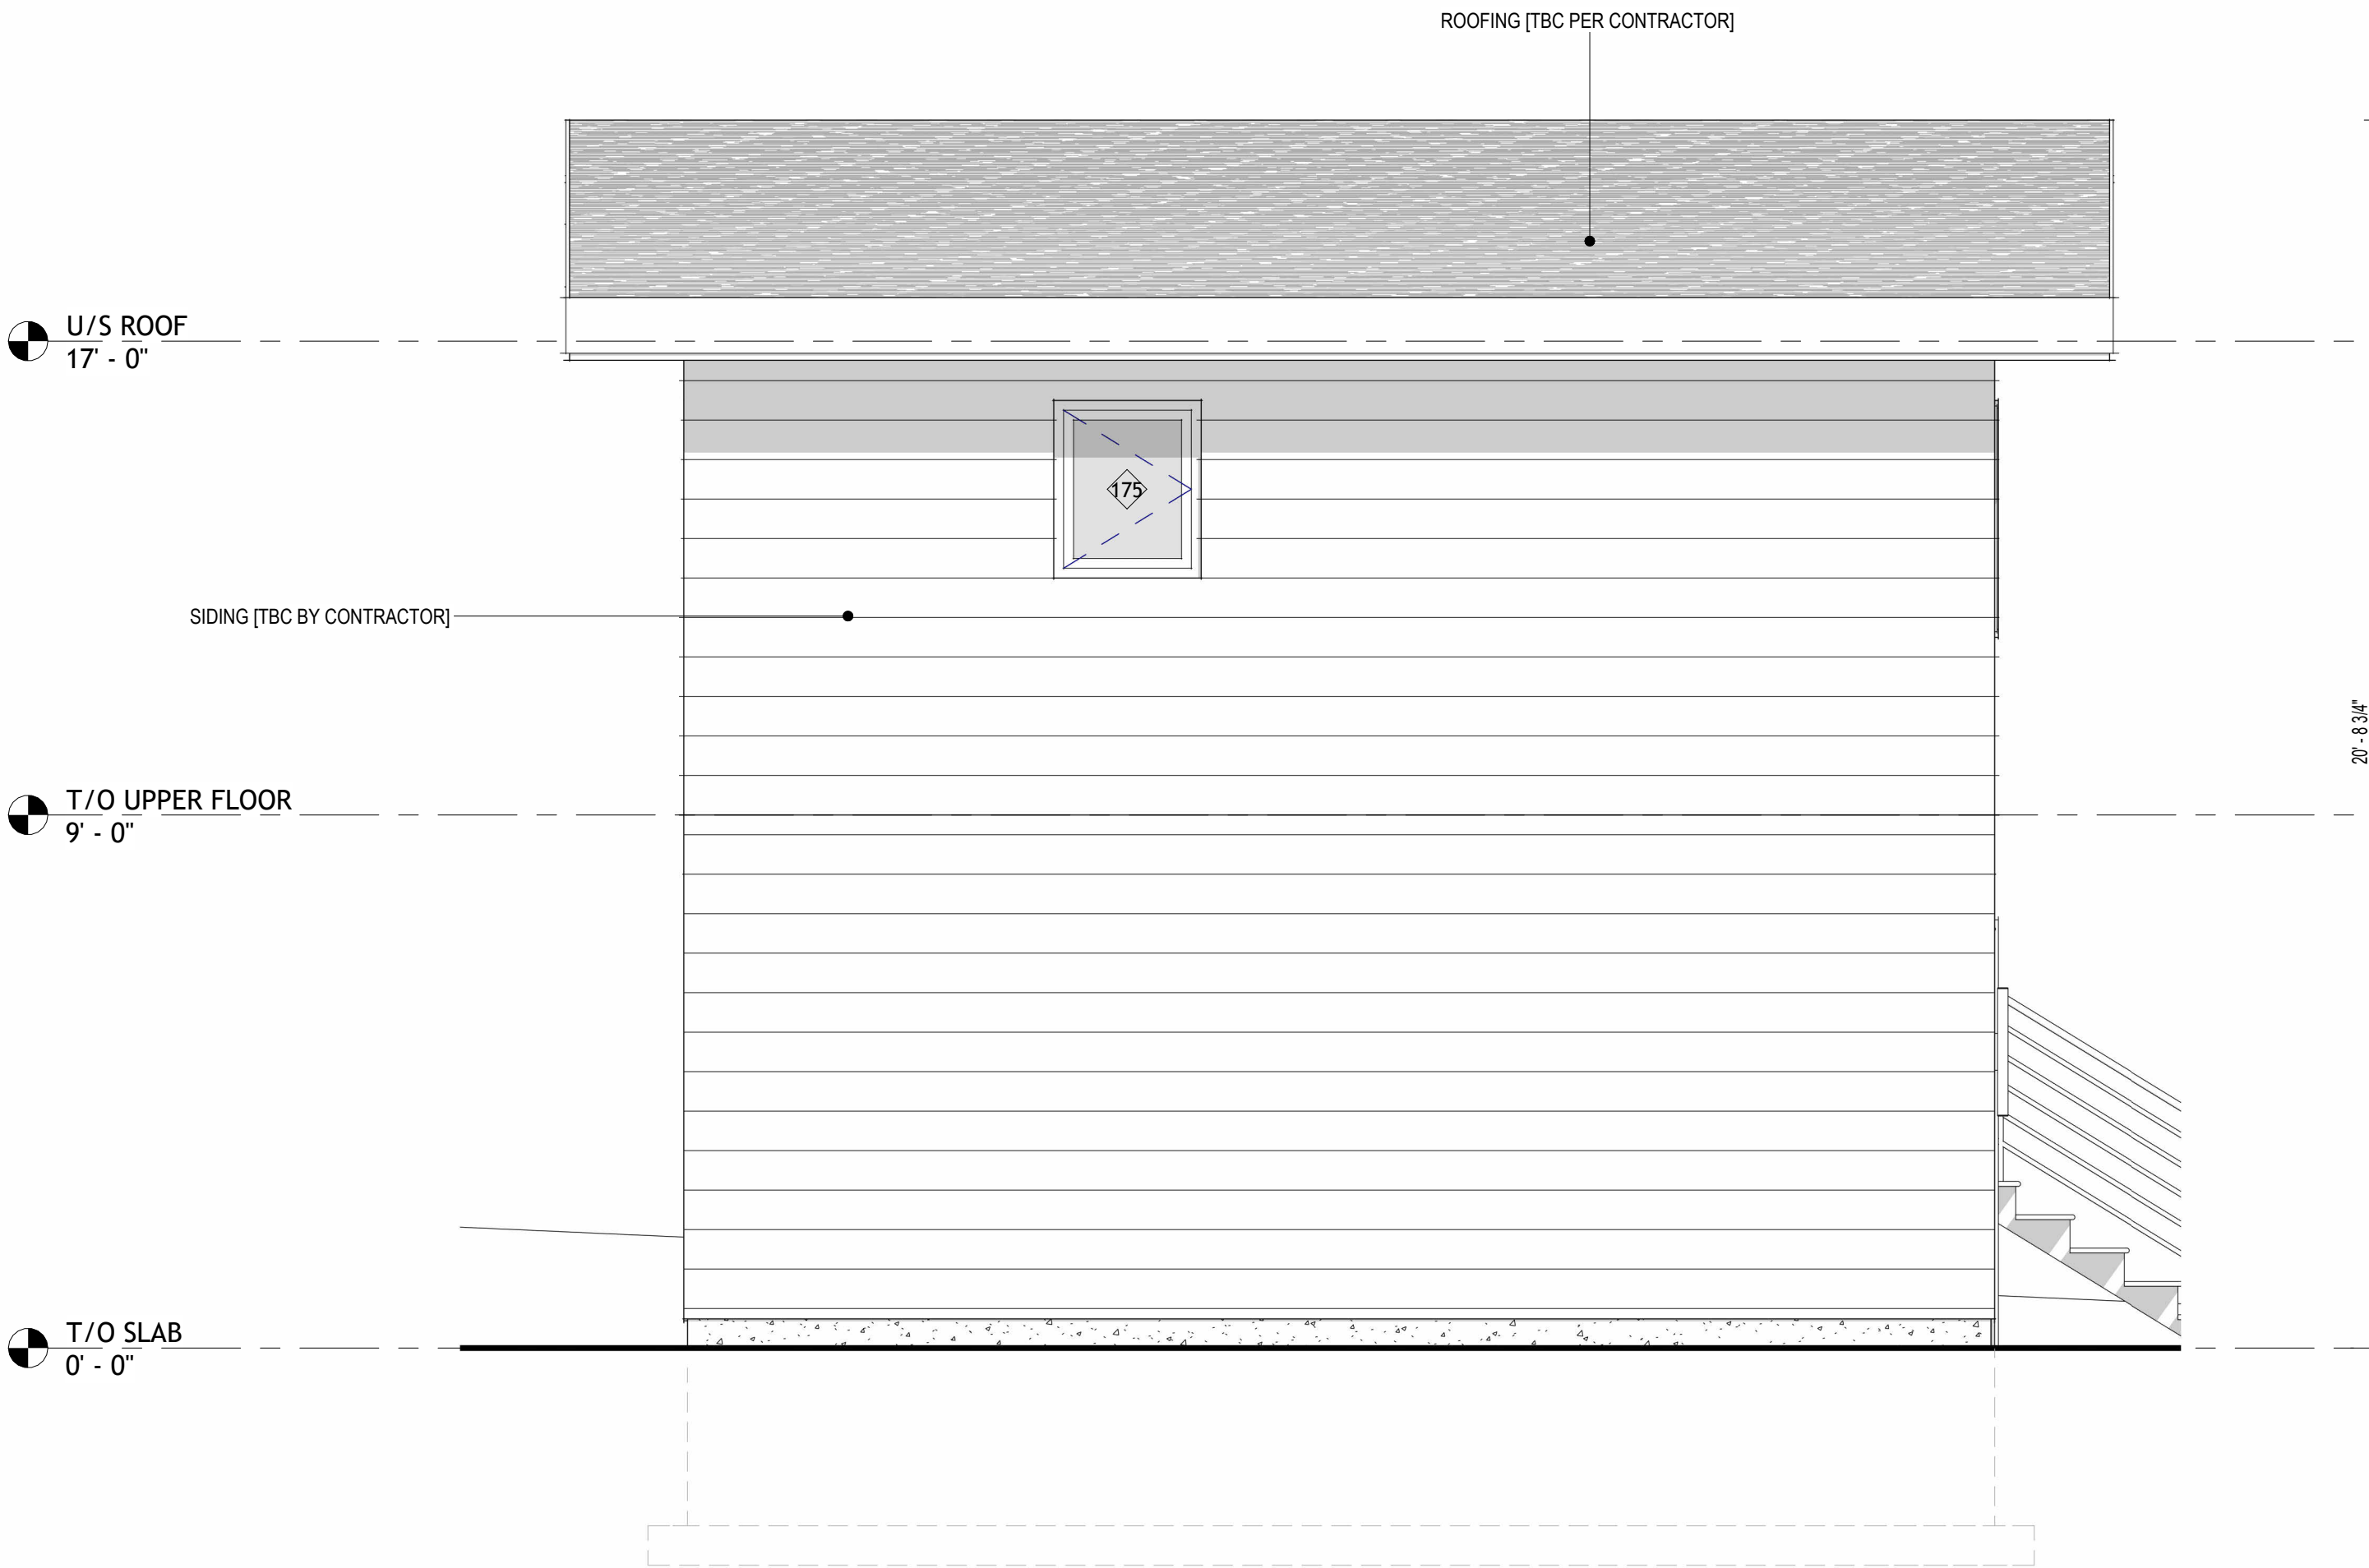 ROOFING [TBC PER CONTRACTOR]
U/S ROOF
17' - 0"
175
SIDING [TBC BY CONTRACTOR]
20' - 8 3/4"
T/O UPPER FLOOR
9' - 0"
T/O SLAB
0' - 0"